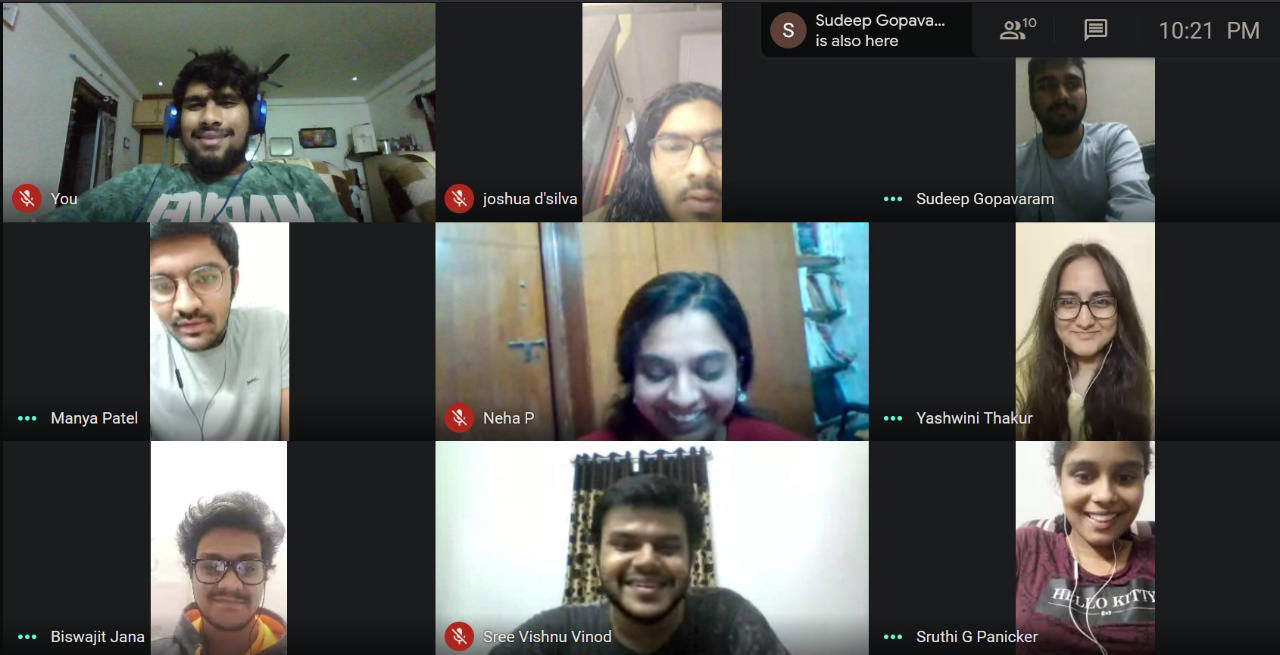 S
Sudeep Gopava...
is also here
10
10:21 PM
You
joshua d'silva
Sudeep Gopavaram
Manya Patel
Neha P
Yashwini Thakur
Biswajit Jana
Sree Vishnu Vinod
HELLO KITTY
Sruthi G Panicker